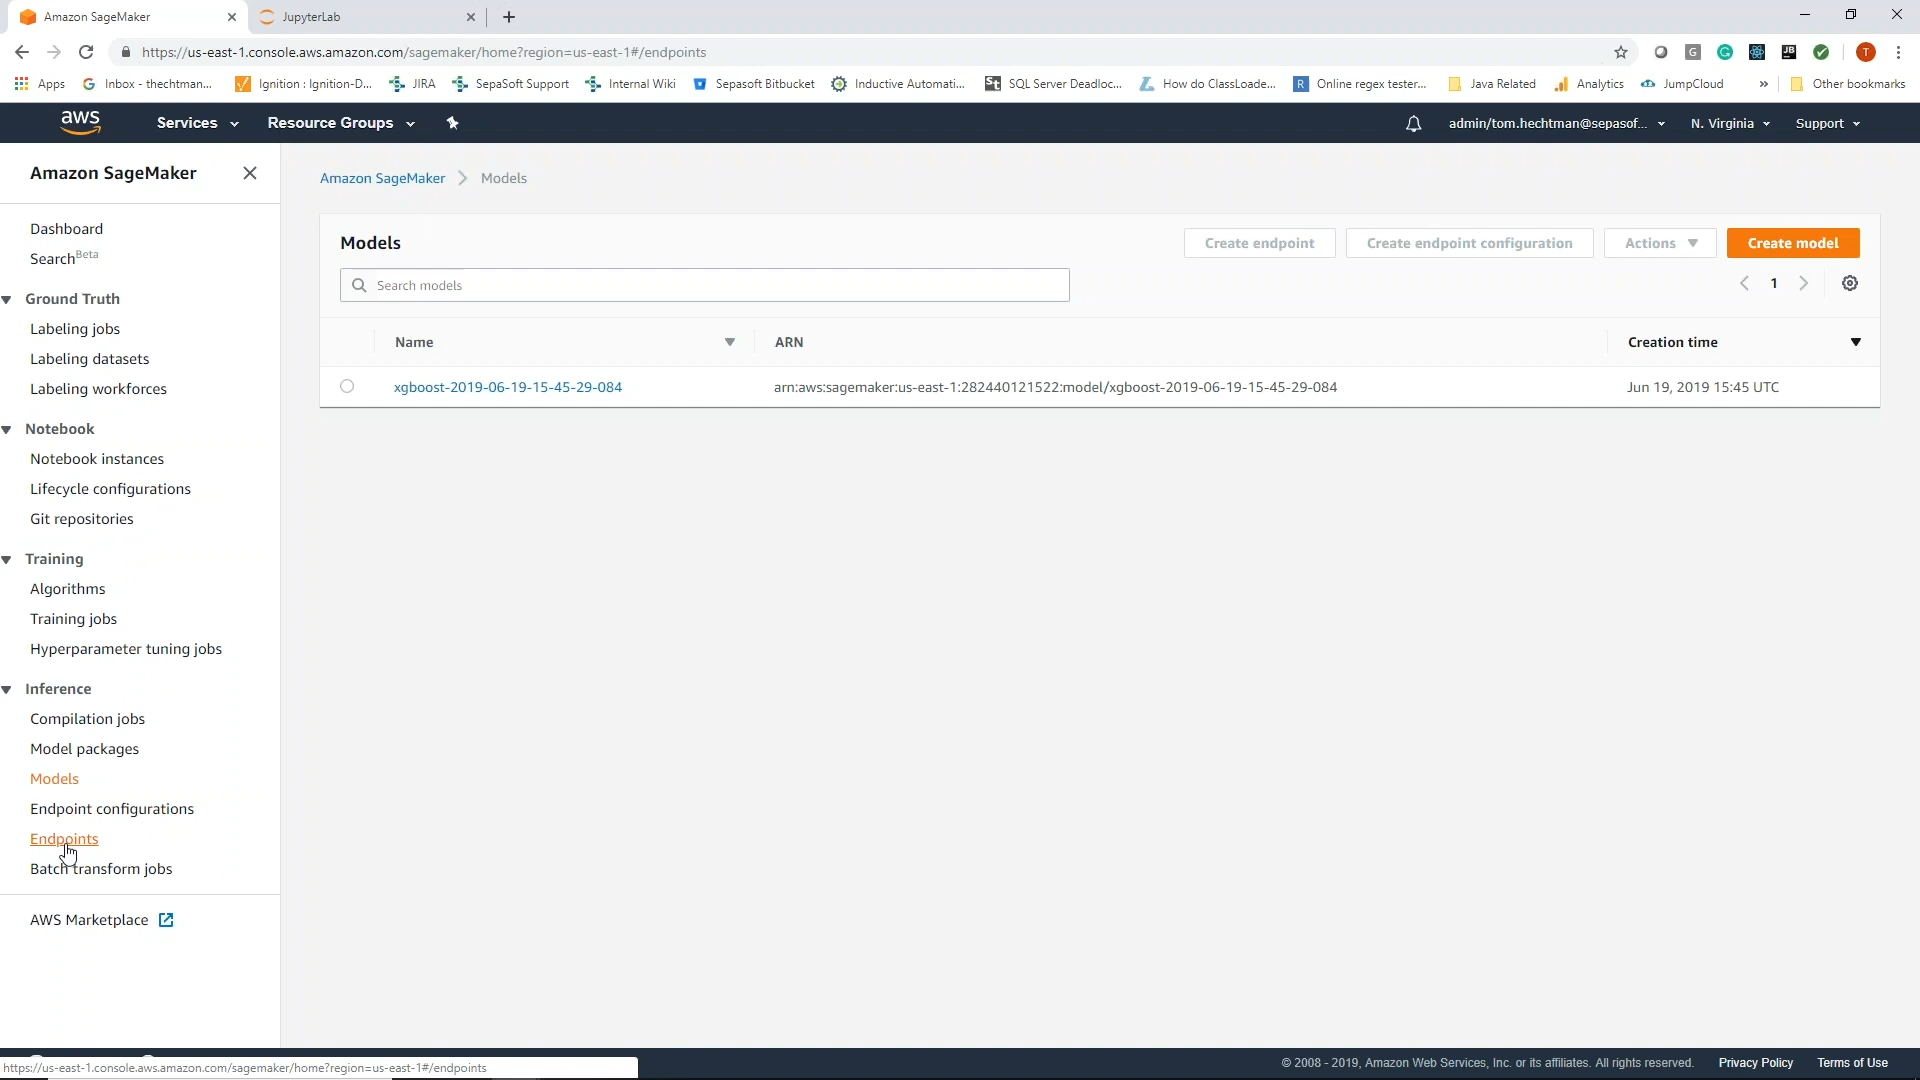 Amazon SageMaker
JupyterLab
https://us-east-1.console.aws.amazon.com/sagemaker/home?region=us-east-1#/endpoints
G
JB
T
Apps
Inbox - thechtman...
Ignition : Ignition-D...
JIRA
SepaSoft Support
Internal Wiki
Sepasoft Bitbucket
Inductive Automati...
St
SQL Server Deadloc...
How do ClassLoade...
R
Online regex tester...
Java Related
Analytics
JumpCloud
»
Other bookmarks
aws
Services
Resource Groups
admin/tom.hechtman@sepasof...
N. Virginia
Support
Amazon SageMaker
Dashboard
Search Beta
Ground Truth
Labeling jobs
Labeling datasets
Labeling workforces
Notebook
Notebook instances
Lifecycle configurations
Git repositories
Training
Algorithms
Training jobs
Hyperparameter tuning jobs
Inference
Compilation jobs
Model packages
Models
Endpoint configurations
Endpoints
Batch transform jobs
AWS Marketplace
Amazon SageMaker > Models
Models
Create endpoint
Create endpoint configuration
Actions
Create model
Search models
1
Name
ARN
Creation time
xgboost-2019-06-19-15-45-29-084
arn:aws:sagemaker:us-east-1:282440121522:model/xgboost-2019-06-19-15-45-29-084
Jun 19, 2019 15:45 UTC
https://us-east-1.console.aws.amazon.com/sagemaker/home?region=us-east-1#/endpoints
© 2008 - 2019, Amazon Web Services, Inc. or its affiliates. All rights reserved.
Privacy Policy
Terms of Use